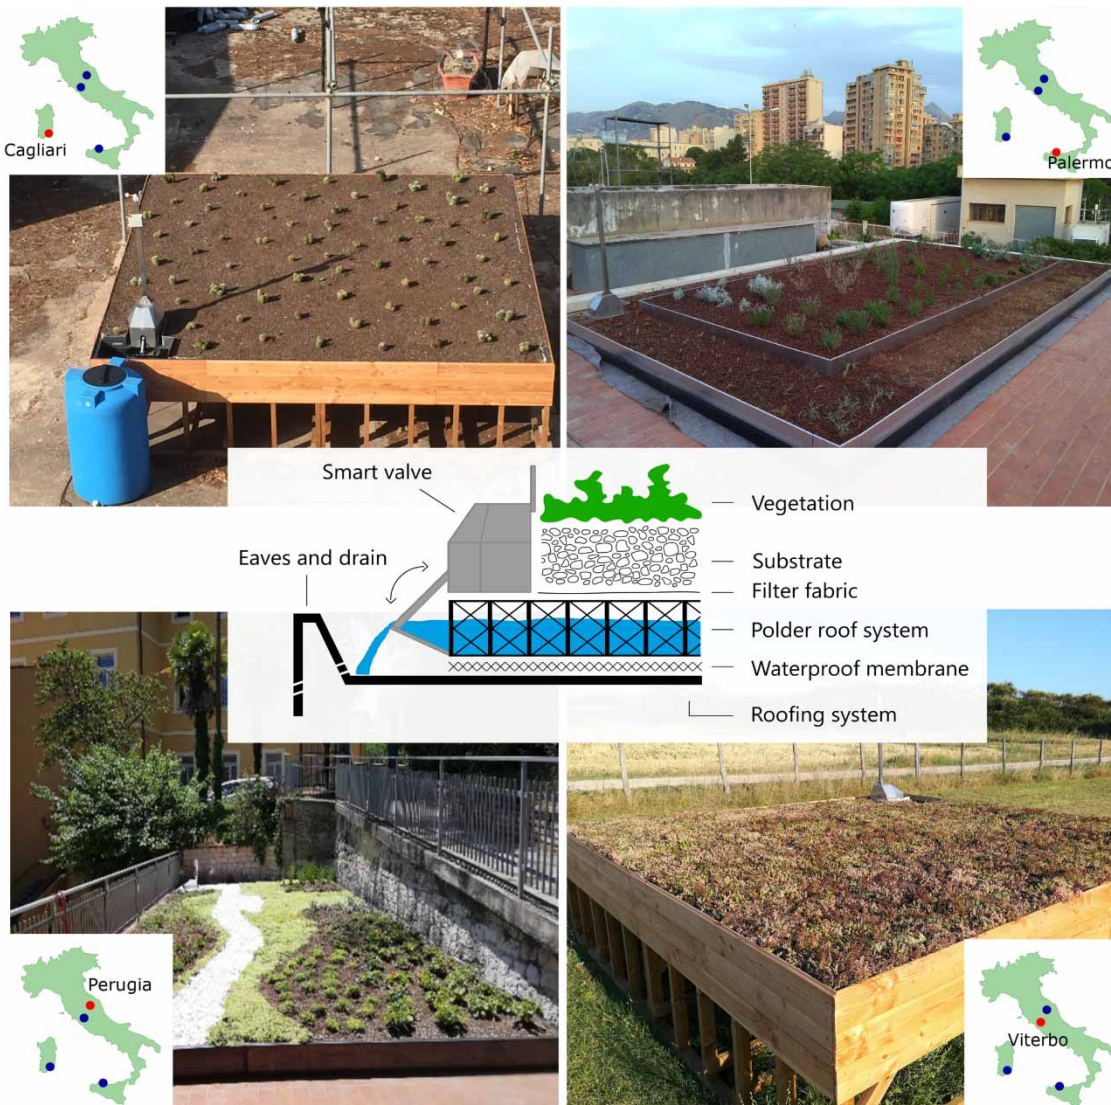 Cagliari
Palermo
Smart valve
Eaves and drain
Vegetation
Substrate
Filter fabric
Polder roof system
Waterproof membrane
Roofing system
Perugia
Viterbo